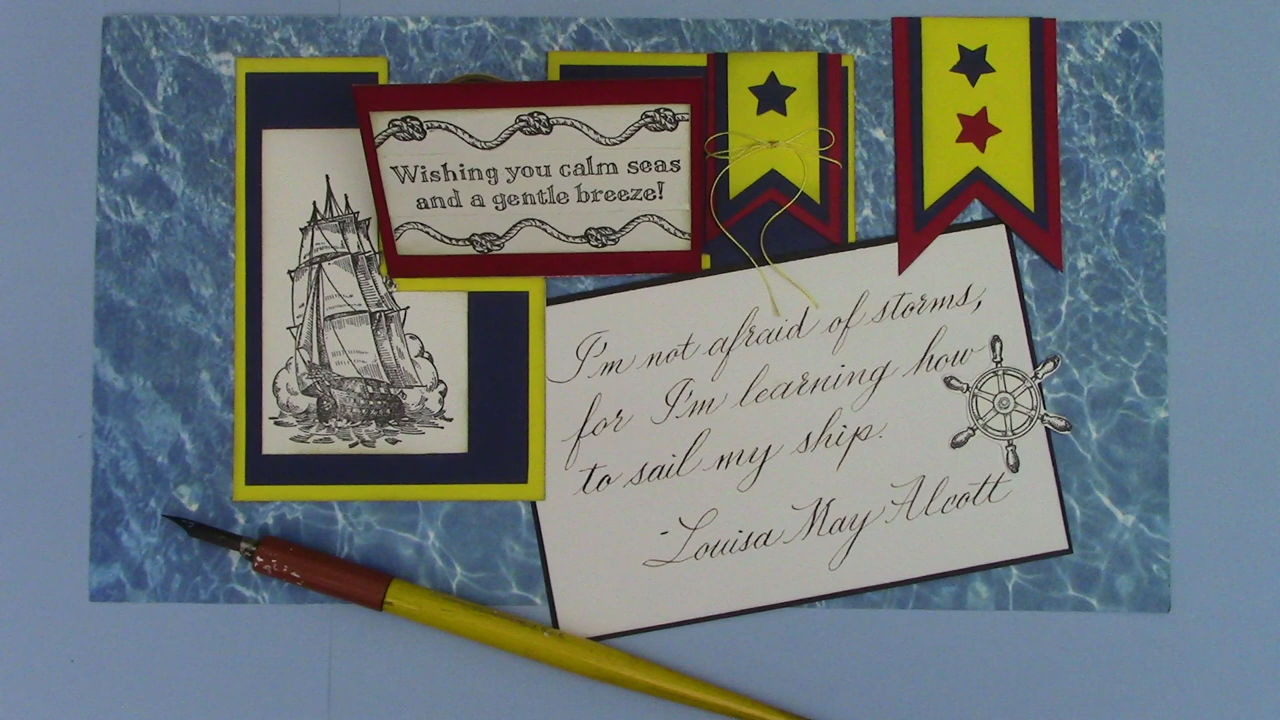 Wishing you calm seas
and a gentle breeze!
I'm not afraid of storms,
for I'm learning how
to sail my ship.
-Louisa May Alcott